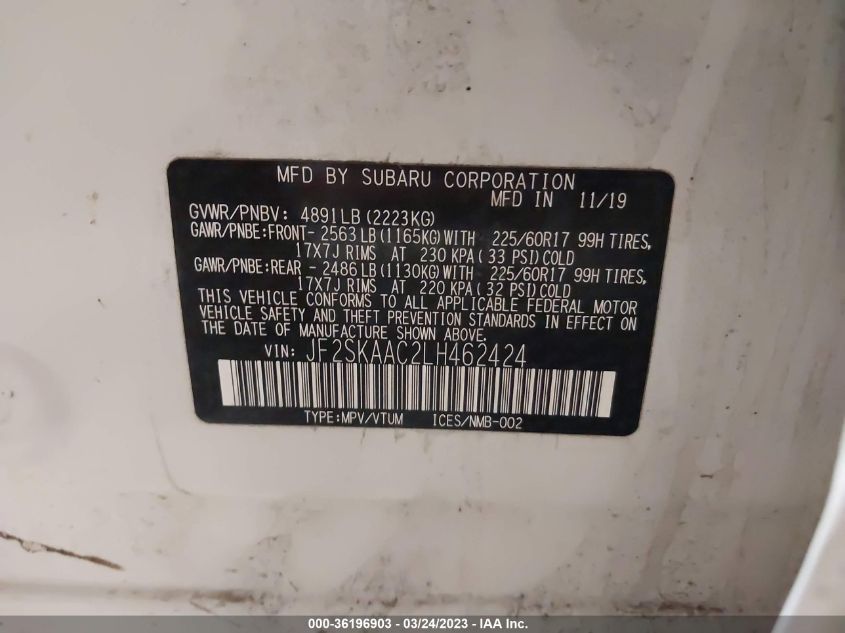 MFD BY SUBARU CORPORATION
MFD IN 11/19
GVWR/PNBV: 4891LB (2223KG)
GAWR/PNBE:FRONT- 2563LB (1165KG) WITH 225/60R17 99H TIRES,
17X7J RIMS AT 230 KPA (33 PSI) COLD
GAWR/PNBE:REAR - 2486LB (1130KG) WITH 225/60R17 99H TIRES,
17X7J RIMS AT 220 KPA (32 PSI) COLD
THIS VEHICLE CONFORMS TO ALL APPLICABLE FEDERAL MOTOR
VEHICLE SAFETY AND THEFT PREVENTION STANDARDS IN EFFECT ON
THE DATE OF MANUFACTURE SHOWN ABOVE.
VIN: JF2SKAAC2LH462424
TYPE:MPV/VTUM ICES/NMB-002
000-36196903 - 03/24/2023 - IAA, Inc.